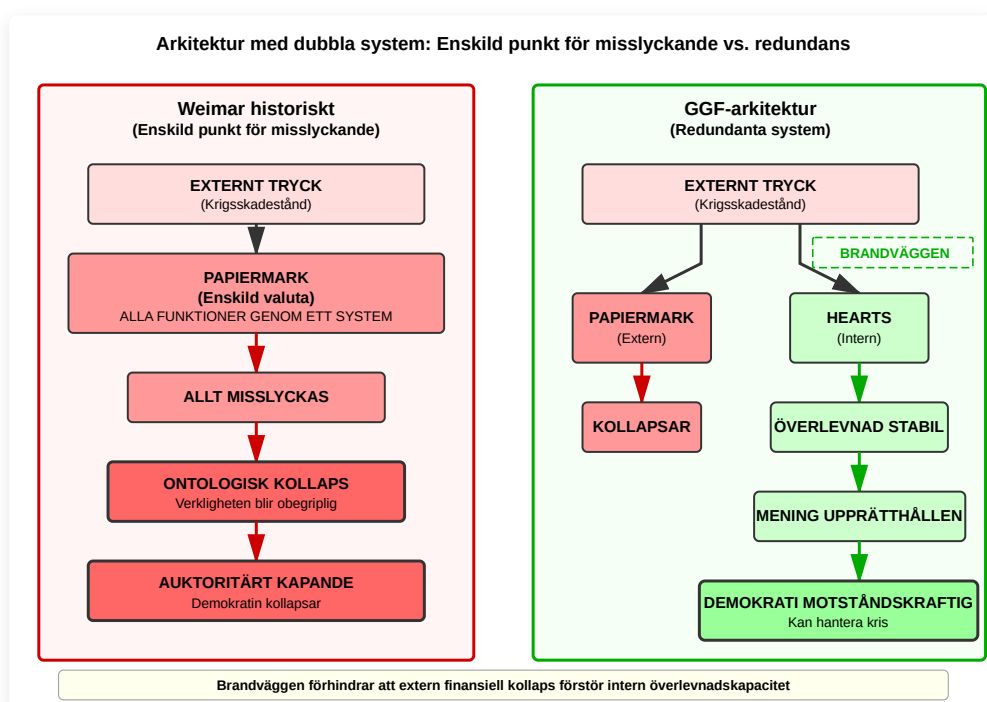 Arkitektur med dubbla system: Enskild punkt för misslyckande vs. redundans
Weimar historiskt
(Enskild punkt för misslyckande)
EXTERNT TRYCK
(Krigsskadestånd)
PAPIERMARK
(Enskild valuta)
ALLA FUNKTIONER GENOM ETT SYSTEM
ALLT MISSLYCKAS
ONTOLOGISK KOLLAPS
Verkligheten blir obegriplig
AUKTORITÄRT KAPANDE
Demokratin kollapsar
GGF-arkitektur
(Redundanta system)
EXTERNT TRYCK
(Krigsskadestånd)
BRANDVÄGGEN
PAPIERMARK
(Extern)
KOLLAPSAR
HEARTS
(Intern)
ÖVERLEVNAD STABIL
MENING UPPRÄTTHÅLLEN
DEMOKRATI MOTSTÅNDSKRAFTIG
Kan hantera kris
Brandväggen förhindrar att extern finansiell kollaps förstör intern överlevnadskapacitet